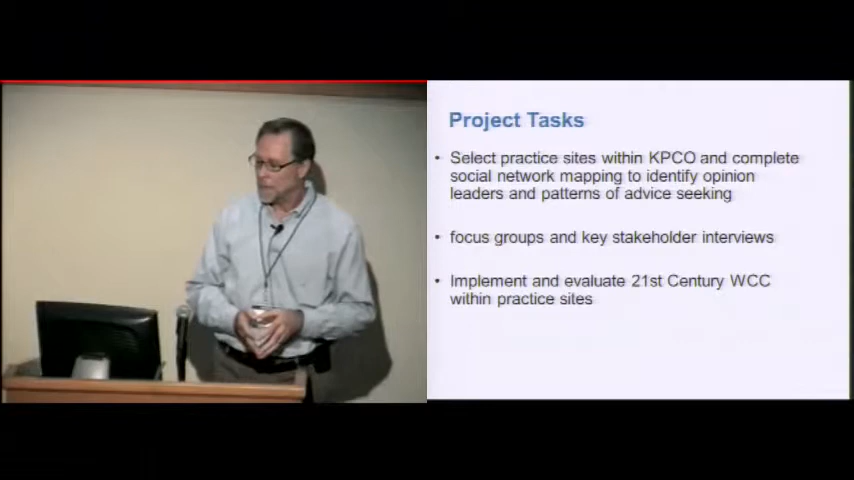 Project Tasks
• Select practice sites within KPCO and complete
social network mapping to identify opinion
leaders and patterns of advice seeking
• focus groups and key stakeholder interviews
• Implement and evaluate 21st Century WCC
within practice sites